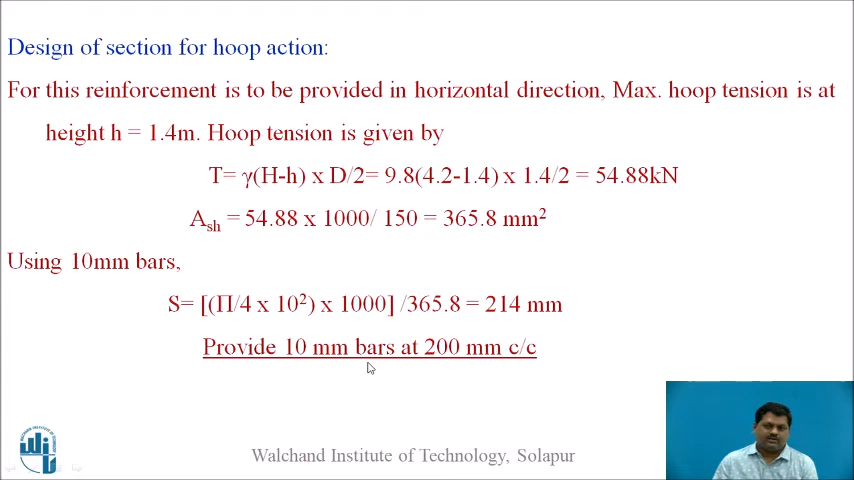 Design of section for hoop action:
For this reinforcement is to be provided in horizontal direction, Max. hoop tension is at
height h = 1.4m. Hoop tension is given by
T= γ(H-h) x D/2= 9.8(4.2-1.4) x 1.4/2 = 54.88kN
Ash = 54.88 x 1000/ 150 = 365.8 mm²
Using 10mm bars,
S= [(Π/4 x 10²) x 1000] /365.8 = 214 mm
Provide 10 mm bars at 200 mm c/c
Walchand Institute of Technology, Solapur